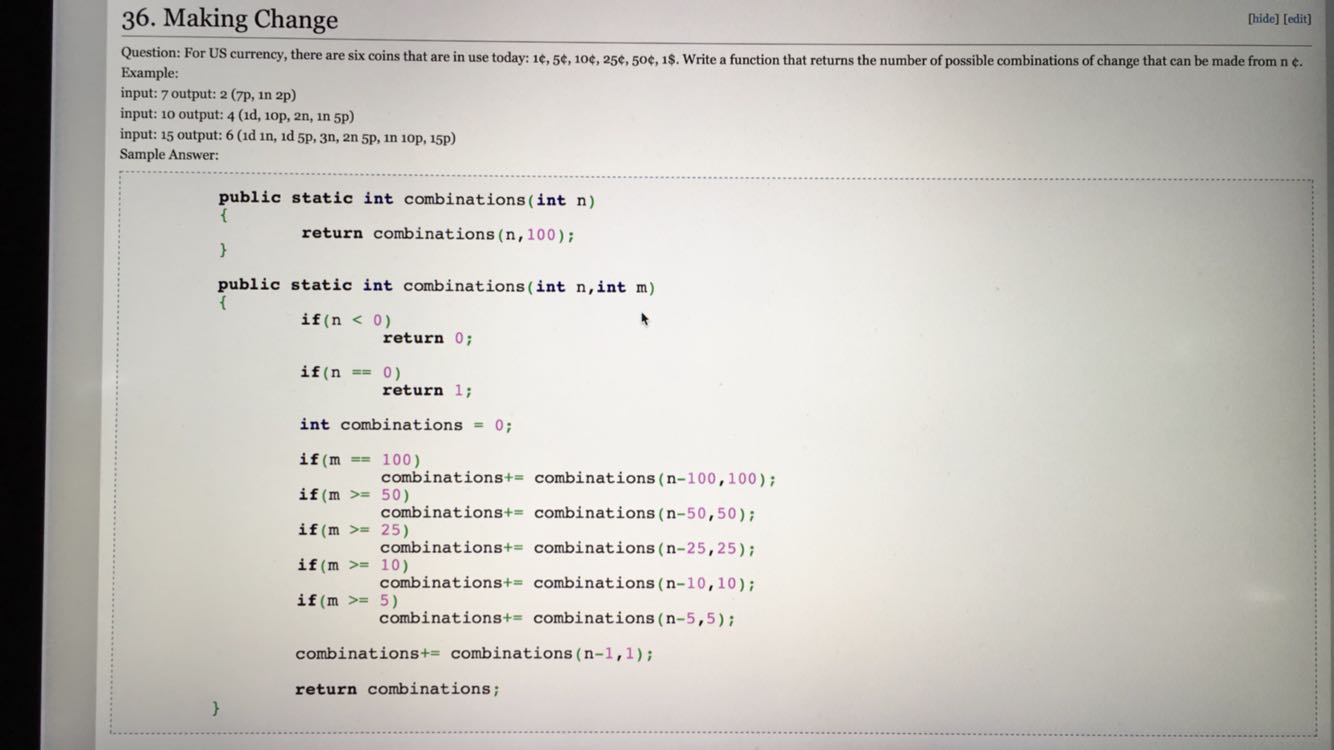 36. Making Change
[hide] [edit]
Question: For US currency, there are six coins that are in use today: 1¢, 5¢, 10¢, 25¢, 50¢, 1$. Write a function that returns the number of possible combinations of change that can be made from n ¢.
Example:
input: 7 output: 2 (7p, 1n 2p)
input: 10 output: 4 (1d, 10p, 2n, 1n 5p)
input: 15 output: 6 (1d 1n, 1d 5p, 3n, 2n 5p, 1n 10p, 15p)
Sample Answer:
public static int combinations(int n)
{
return combinations(n,100);
}
public static int combinations(int n,int m)
{
if(n < 0)
return 0;
if(n == 0)
return 1;
int combinations = 0;
if(m == 100)
combinations+= combinations(n-100,100);
if(m >= 50)
combinations+= combinations(n-50,50);
if(m >= 25)
combinations+= combinations(n-25,25);
if(m >= 10)
combinations+= combinations(n-10,10);
if(m >= 5)
combinations+= combinations(n-5,5);
combinations+= combinations(n-1,1);
return combinations;
}